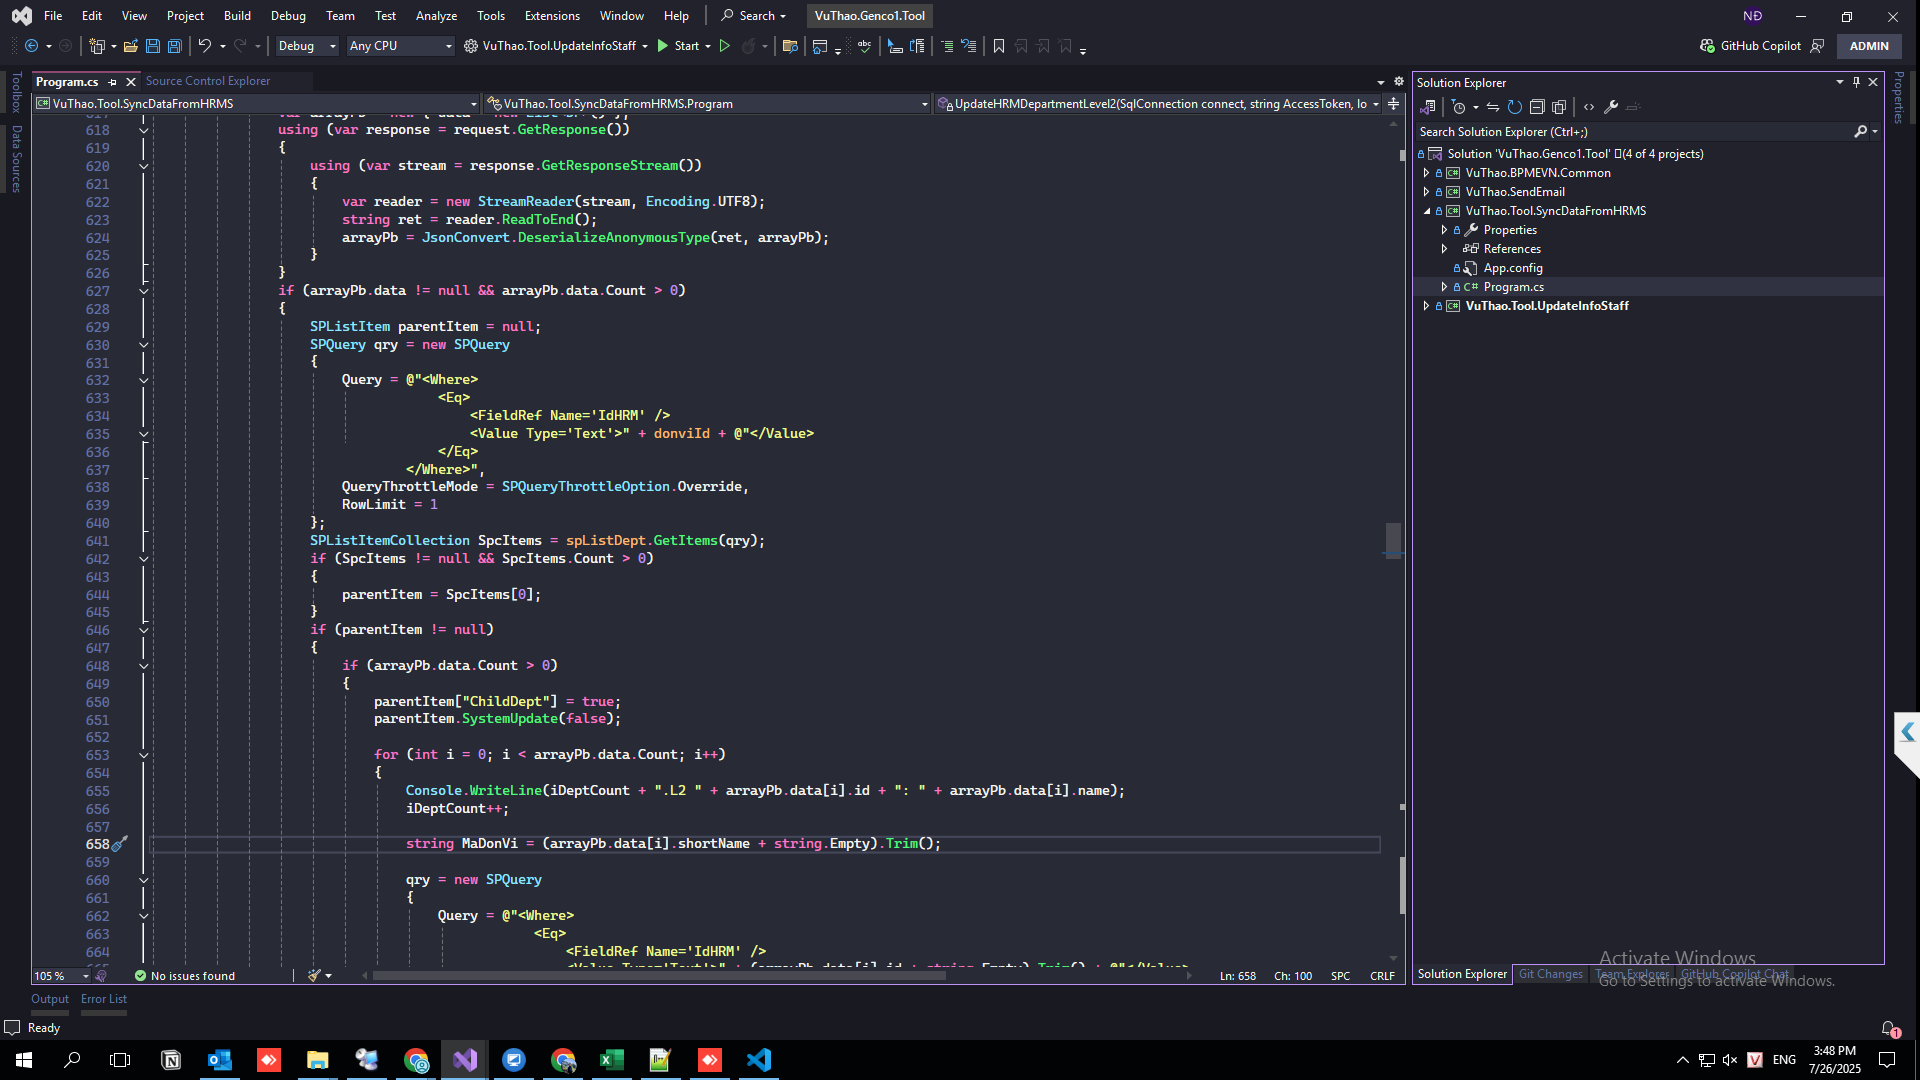 File Edit View Project Build Debug Team Test Analyze Tools Extensions Window Help Search VuThao.Genco1.Tool NĐ
Debug Any CPU VuThao.Tool.UpdateInfoStaff Start GitHub Copilot ADMIN
Program.cs Source Control Explorer
Toolbox
Data Sources
VuThao.Tool.SyncDataFromHRMS VuThao.Tool.SyncDataFromHRMS.Program UpdateHRMDepartmentLevel2(SqlConnection connect, string AccessToken, lo
618 using (var response = request.GetResponse())
619 {
620 using (var stream = response.GetResponseStream())
621 {
622 var reader = new StreamReader(stream, Encoding.UTF8);
623 string ret = reader.ReadToEnd();
624 arrayPb = JsonConvert.DeserializeAnonymousType(ret, arrayPb);
625 }
626 }
627 if (arrayPb.data != null && arrayPb.data.Count > 0)
628 {
629 SPListItem parentItem = null;
630 SPQuery qry = new SPQuery
631 {
632 Query = @"<Where>
633 <Eq>
634 <FieldRef Name='IdHRM' />
635 <Value Type='Text'>" + donviId + @"</Value>
636 </Eq>
637 </Where>",
638 QueryThrottleMode = SPQueryThrottleOption.Override,
639 RowLimit = 1
640 };
641 SPListItemCollection SpcItems = spListDept.GetItems(qry);
642 if (SpcItems != null && SpcItems.Count > 0)
643 {
644 parentItem = SpcItems[0];
645 }
646 if (parentItem != null)
647 {
648 if (arrayPb.data.Count > 0)
649 {
650 parentItem["ChildDept"] = true;
651 parentItem.SystemUpdate(false);
652
653 for (int i = 0; i < arrayPb.data.Count; i++)
654 {
655 Console.WriteLine(iDeptCount + ".L2 " + arrayPb.data[i].id + ": " + arrayPb.data[i].name);
656 iDeptCount++;
657
658 string MaDonVi = (arrayPb.data[i].shortName + string.Empty).Trim();
659
660 qry = new SPQuery
661 {
662 Query = @"<Where>
663 <Eq>
664 <FieldRef Name='IdHRM' />
105 % No issues found Ln: 658 Ch: 100 SPC CRLF
Solution Explorer
Search Solution Explorer (Ctrl+;)
Solution 'VuThao.Genco1.Tool' (4 of 4 projects)
VuThao.BPMEVN.Common
VuThao.SendEmail
VuThao.Tool.SyncDataFromHRMS
Properties
References
App.config
C# Program.cs
VuThao.Tool.UpdateInfoStaff
Properties
Solution Explorer Git Changes Team Explorer GitHub Copilot Chat
Activate Windows
Go to Settings to activate Windows.
Output Error List
Ready
1
ENG
3:48 PM
7/26/2025